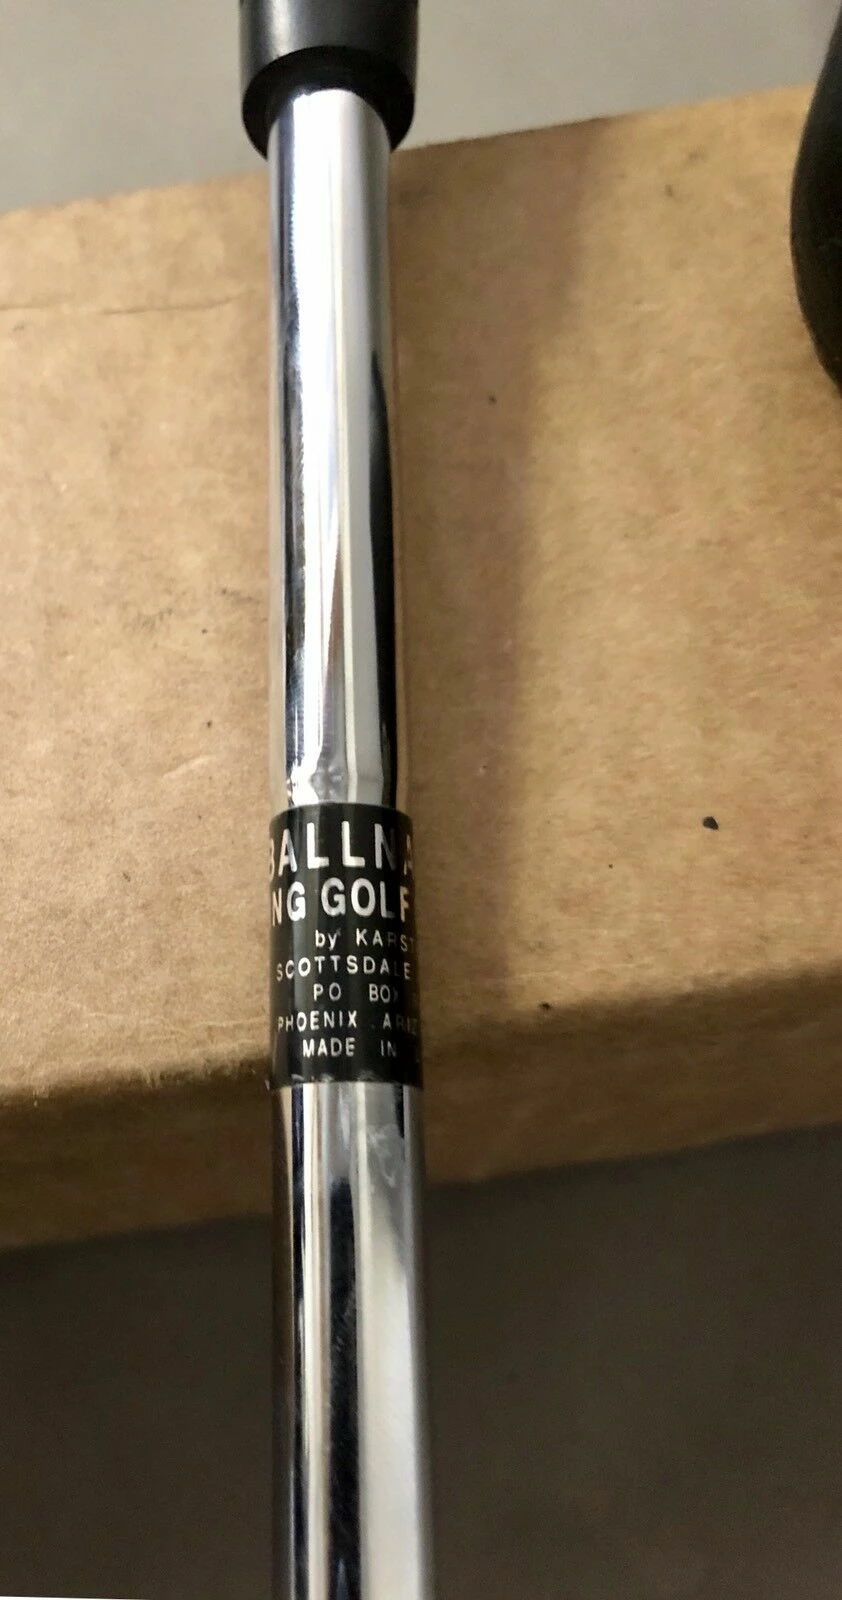 BALLNA
NG GOLF
by KARST
SCOTTSDALE
PO BOX
PHOENIX . ARIZ
MADE IN